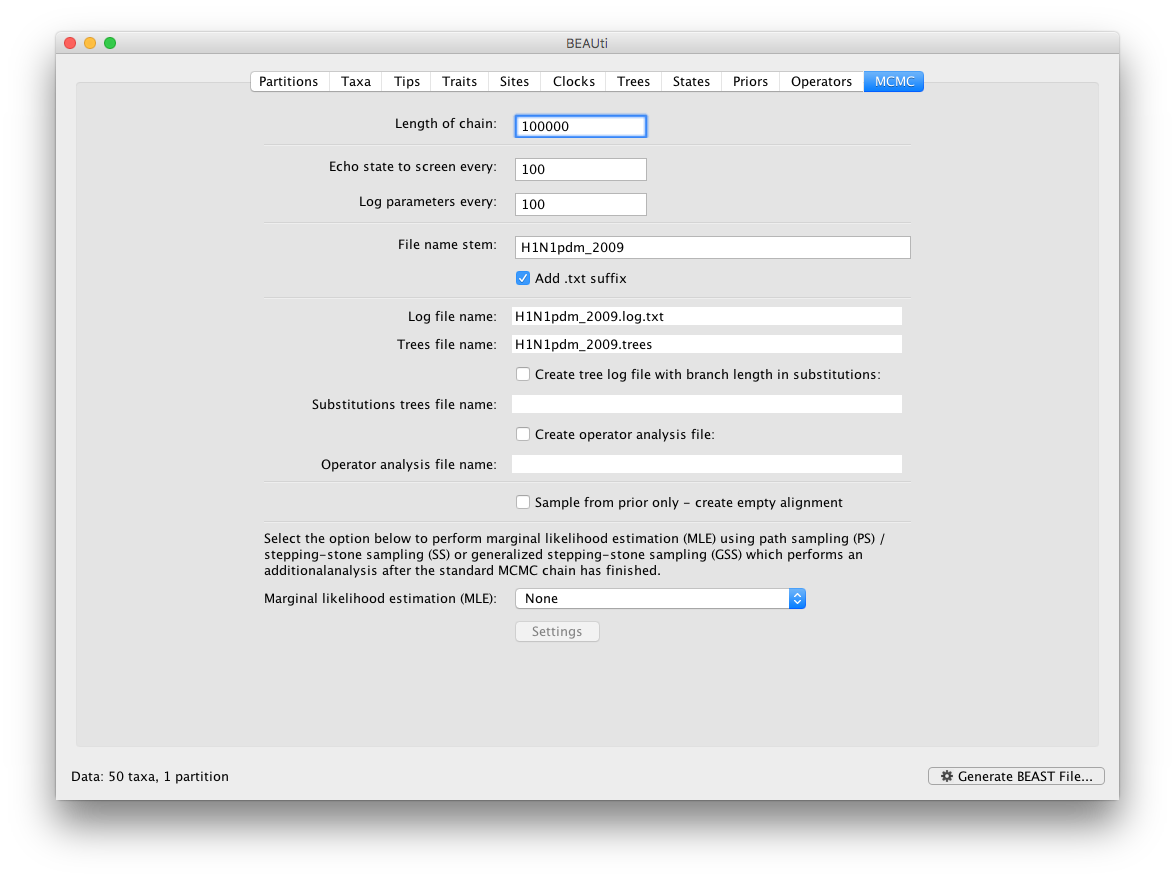 BEAUti
Partitions Taxa Tips Traits Sites Clocks Trees States Priors Operators MCMC
Length of chain: 100000
Echo state to screen every: 100
Log parameters every: 100
File name stem: H1N1pdm_2009
Add .txt suffix
Log file name: H1N1pdm_2009.log.txt
Trees file name: H1N1pdm_2009.trees
Create tree log file with branch length in substitutions:
Substitutions trees file name:
Create operator analysis file:
Operator analysis file name:
Sample from prior only - create empty alignment
Select the option below to perform marginal likelihood estimation (MLE) using path sampling (PS) /
stepping-stone sampling (SS) or generalized stepping-stone sampling (GSS) which performs an
additionalanalysis after the standard MCMC chain has finished.
Marginal likelihood estimation (MLE): None
Settings
Data: 50 taxa, 1 partition Generate BEAST File...